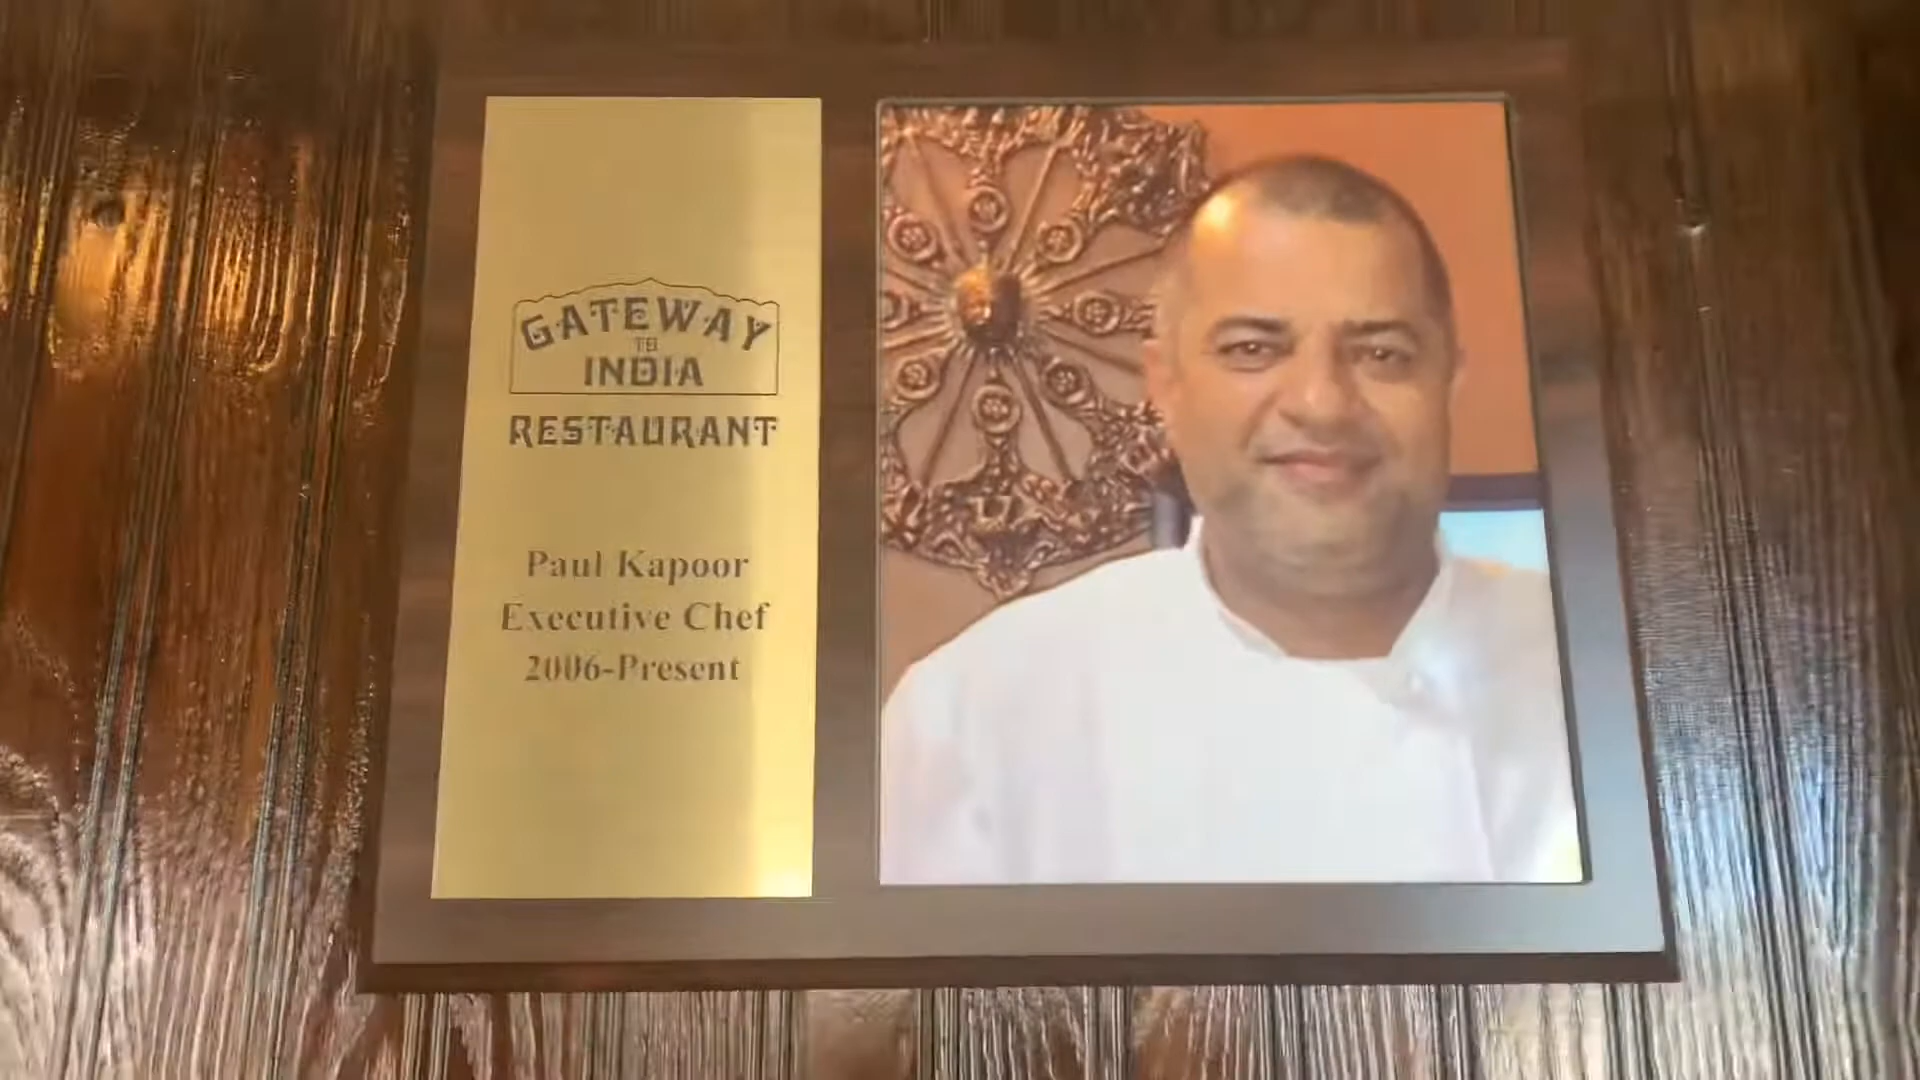 GATEWAY
TO
INDIA
RESTAURANT
Paul Kapoor
Executive Chef
2006-Present